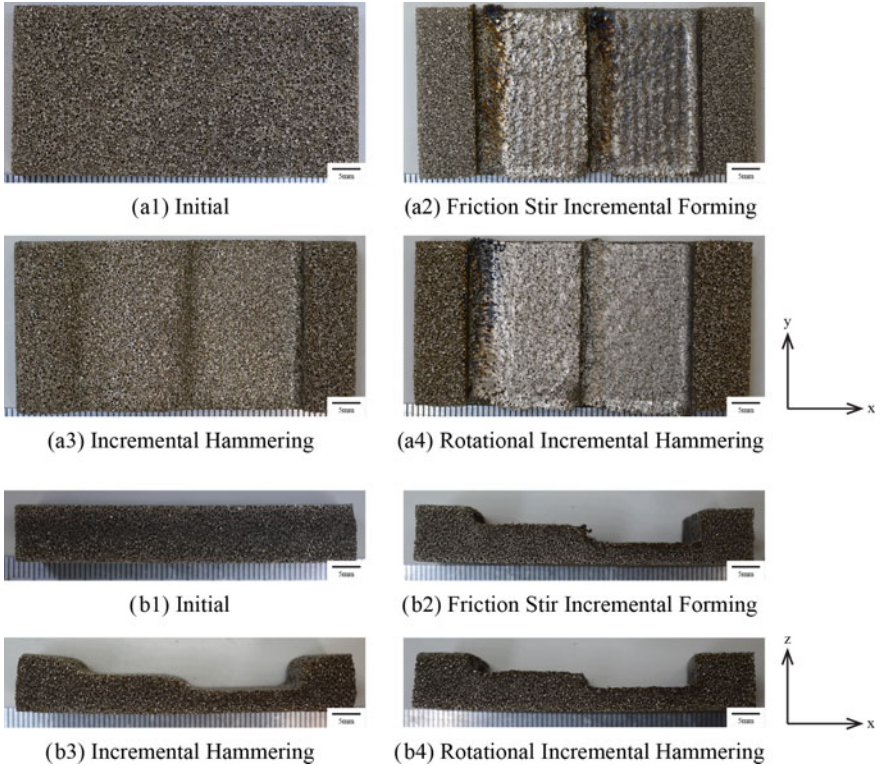 5mm
5mm
(a1) Initial
(a2) Friction Stir Incremental Forming
5mm
5mm
y
x
(a3) Incremental Hammering
(a4) Rotational Incremental Hammering
5mm
5mm
(b1) Initial
(b2) Friction Stir Incremental Forming
5mm
5mm
z
x
(b3) Incremental Hammering
(b4) Rotational Incremental Hammering